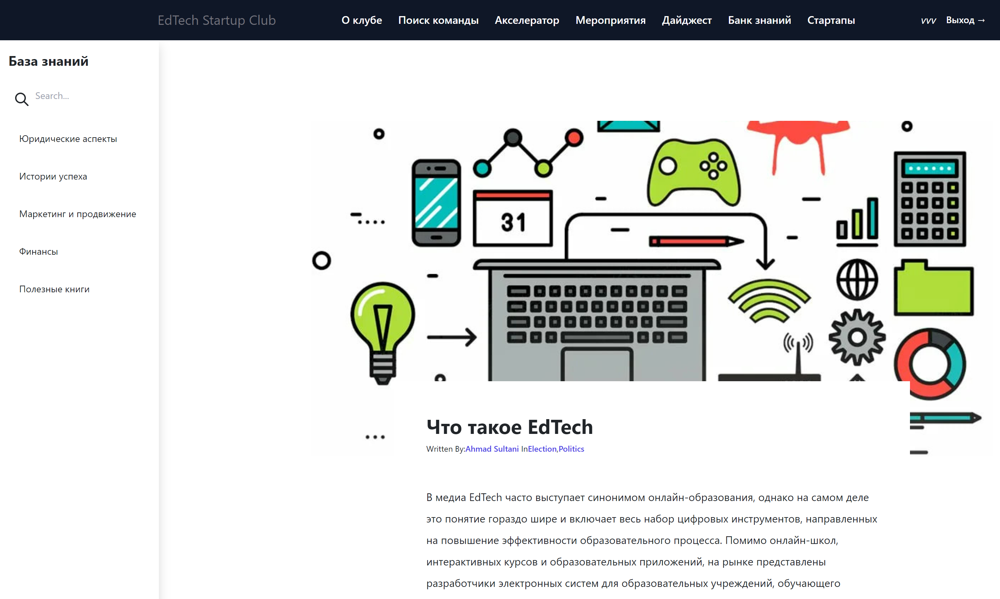 EdTech Startup Club
О клубе Поиск команды Акселератор Мероприятия Дайджест Банк знаний Стартапы
vvv Выход →
База знаний
Search...
Юридические аспекты
Истории успеха
Маркетинг и продвижение
Финансы
Полезные книги
31
Что такое EdTech
Written By:Ahmad Sultani InElection,Politics
В медиа EdTech часто выступает синонимом онлайн-образования, однако на самом деле
это понятие гораздо шире и включает весь набор цифровых инструментов, направленных
на повышение эффективности образовательного процесса. Помимо онлайн-школ,
интерактивных курсов и образовательных приложений, на рынке представлены
разработчики электронных систем для образовательных учреждений, обучающего